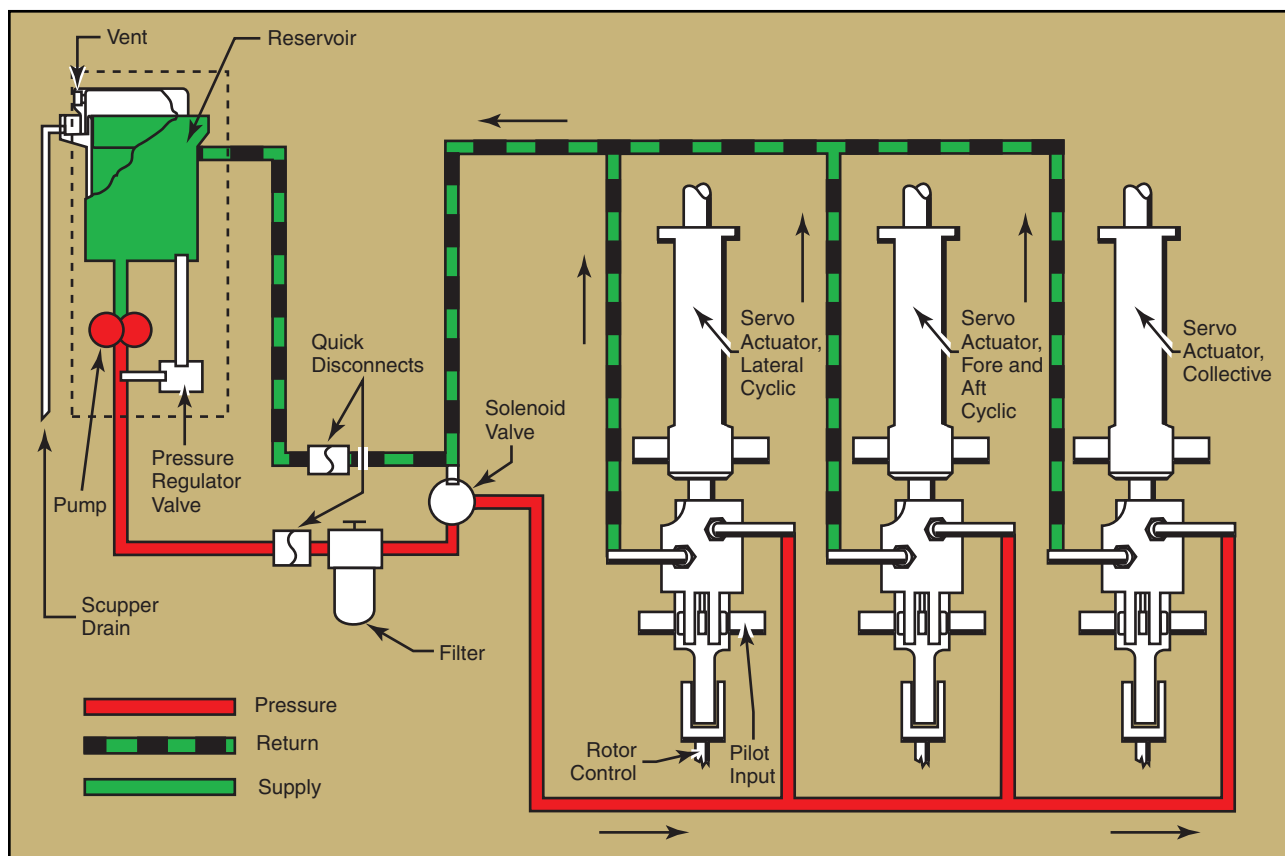 Vent
Reservoir
Quick
Disconnects
Solenoid
Valve
Servo
Actuator,
Lateral
Cyclic
Servo
Actuator,
Fore and
Aft
Cyclic
Servo
Actuator,
Collective
Pump
Pressure
Regulator
Valve
Scupper
Drain
Filter
Pressure
Return
Supply
Rotor
Control
Pilot
Input